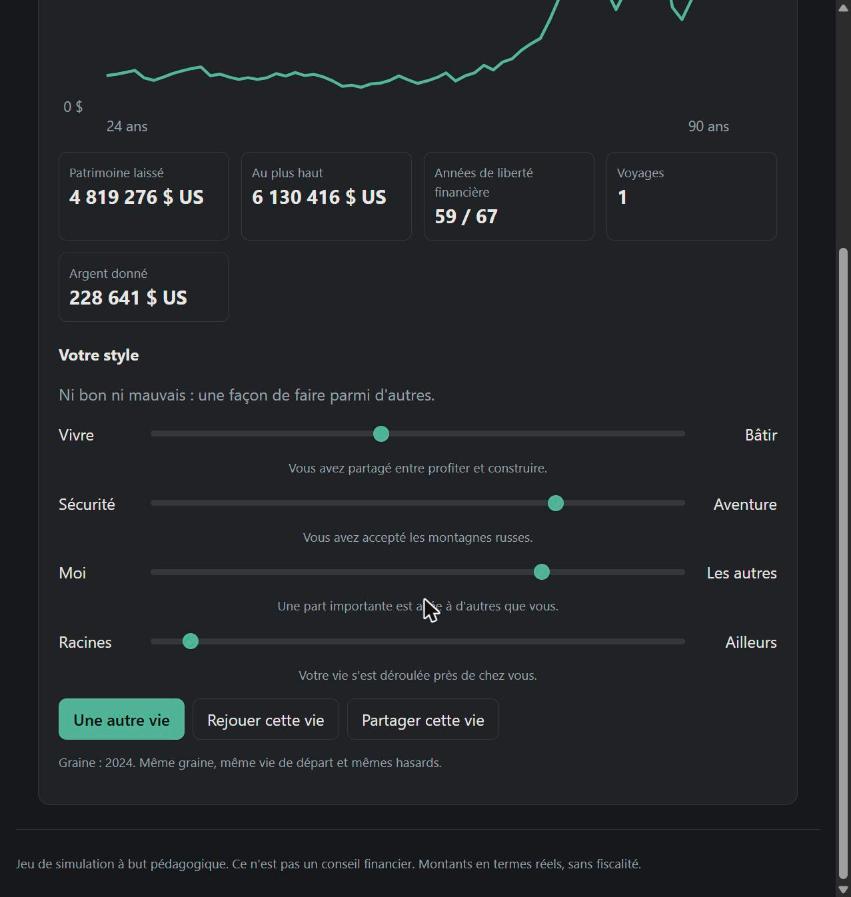 0 $
24 ans
90 ans
Patrimoine laissé
4 819 276 $ US
Au plus haut
6 130 416 $ US
Années de liberté
financière
59 / 67
Voyages
1
Argent donné
228 641 $ US
Votre style
Ni bon ni mauvais : une façon de faire parmi d'autres.
Vivre
Bâtir
Vous avez partagé entre profiter et construire.
Sécurité
Aventure
Vous avez accepté les montagnes russes.
Moi
Les autres
Une part importante est à d'autres que vous.
Racines
Ailleurs
Votre vie s'est déroulée près de chez vous.
Une autre vie
Rejouer cette vie
Partager cette vie
Graine : 2024. Même graine, même vie de départ et mêmes hasards.
Jeu de simulation à but pédagogique. Ce n'est pas un conseil financier. Montants en termes réels, sans fiscalité.